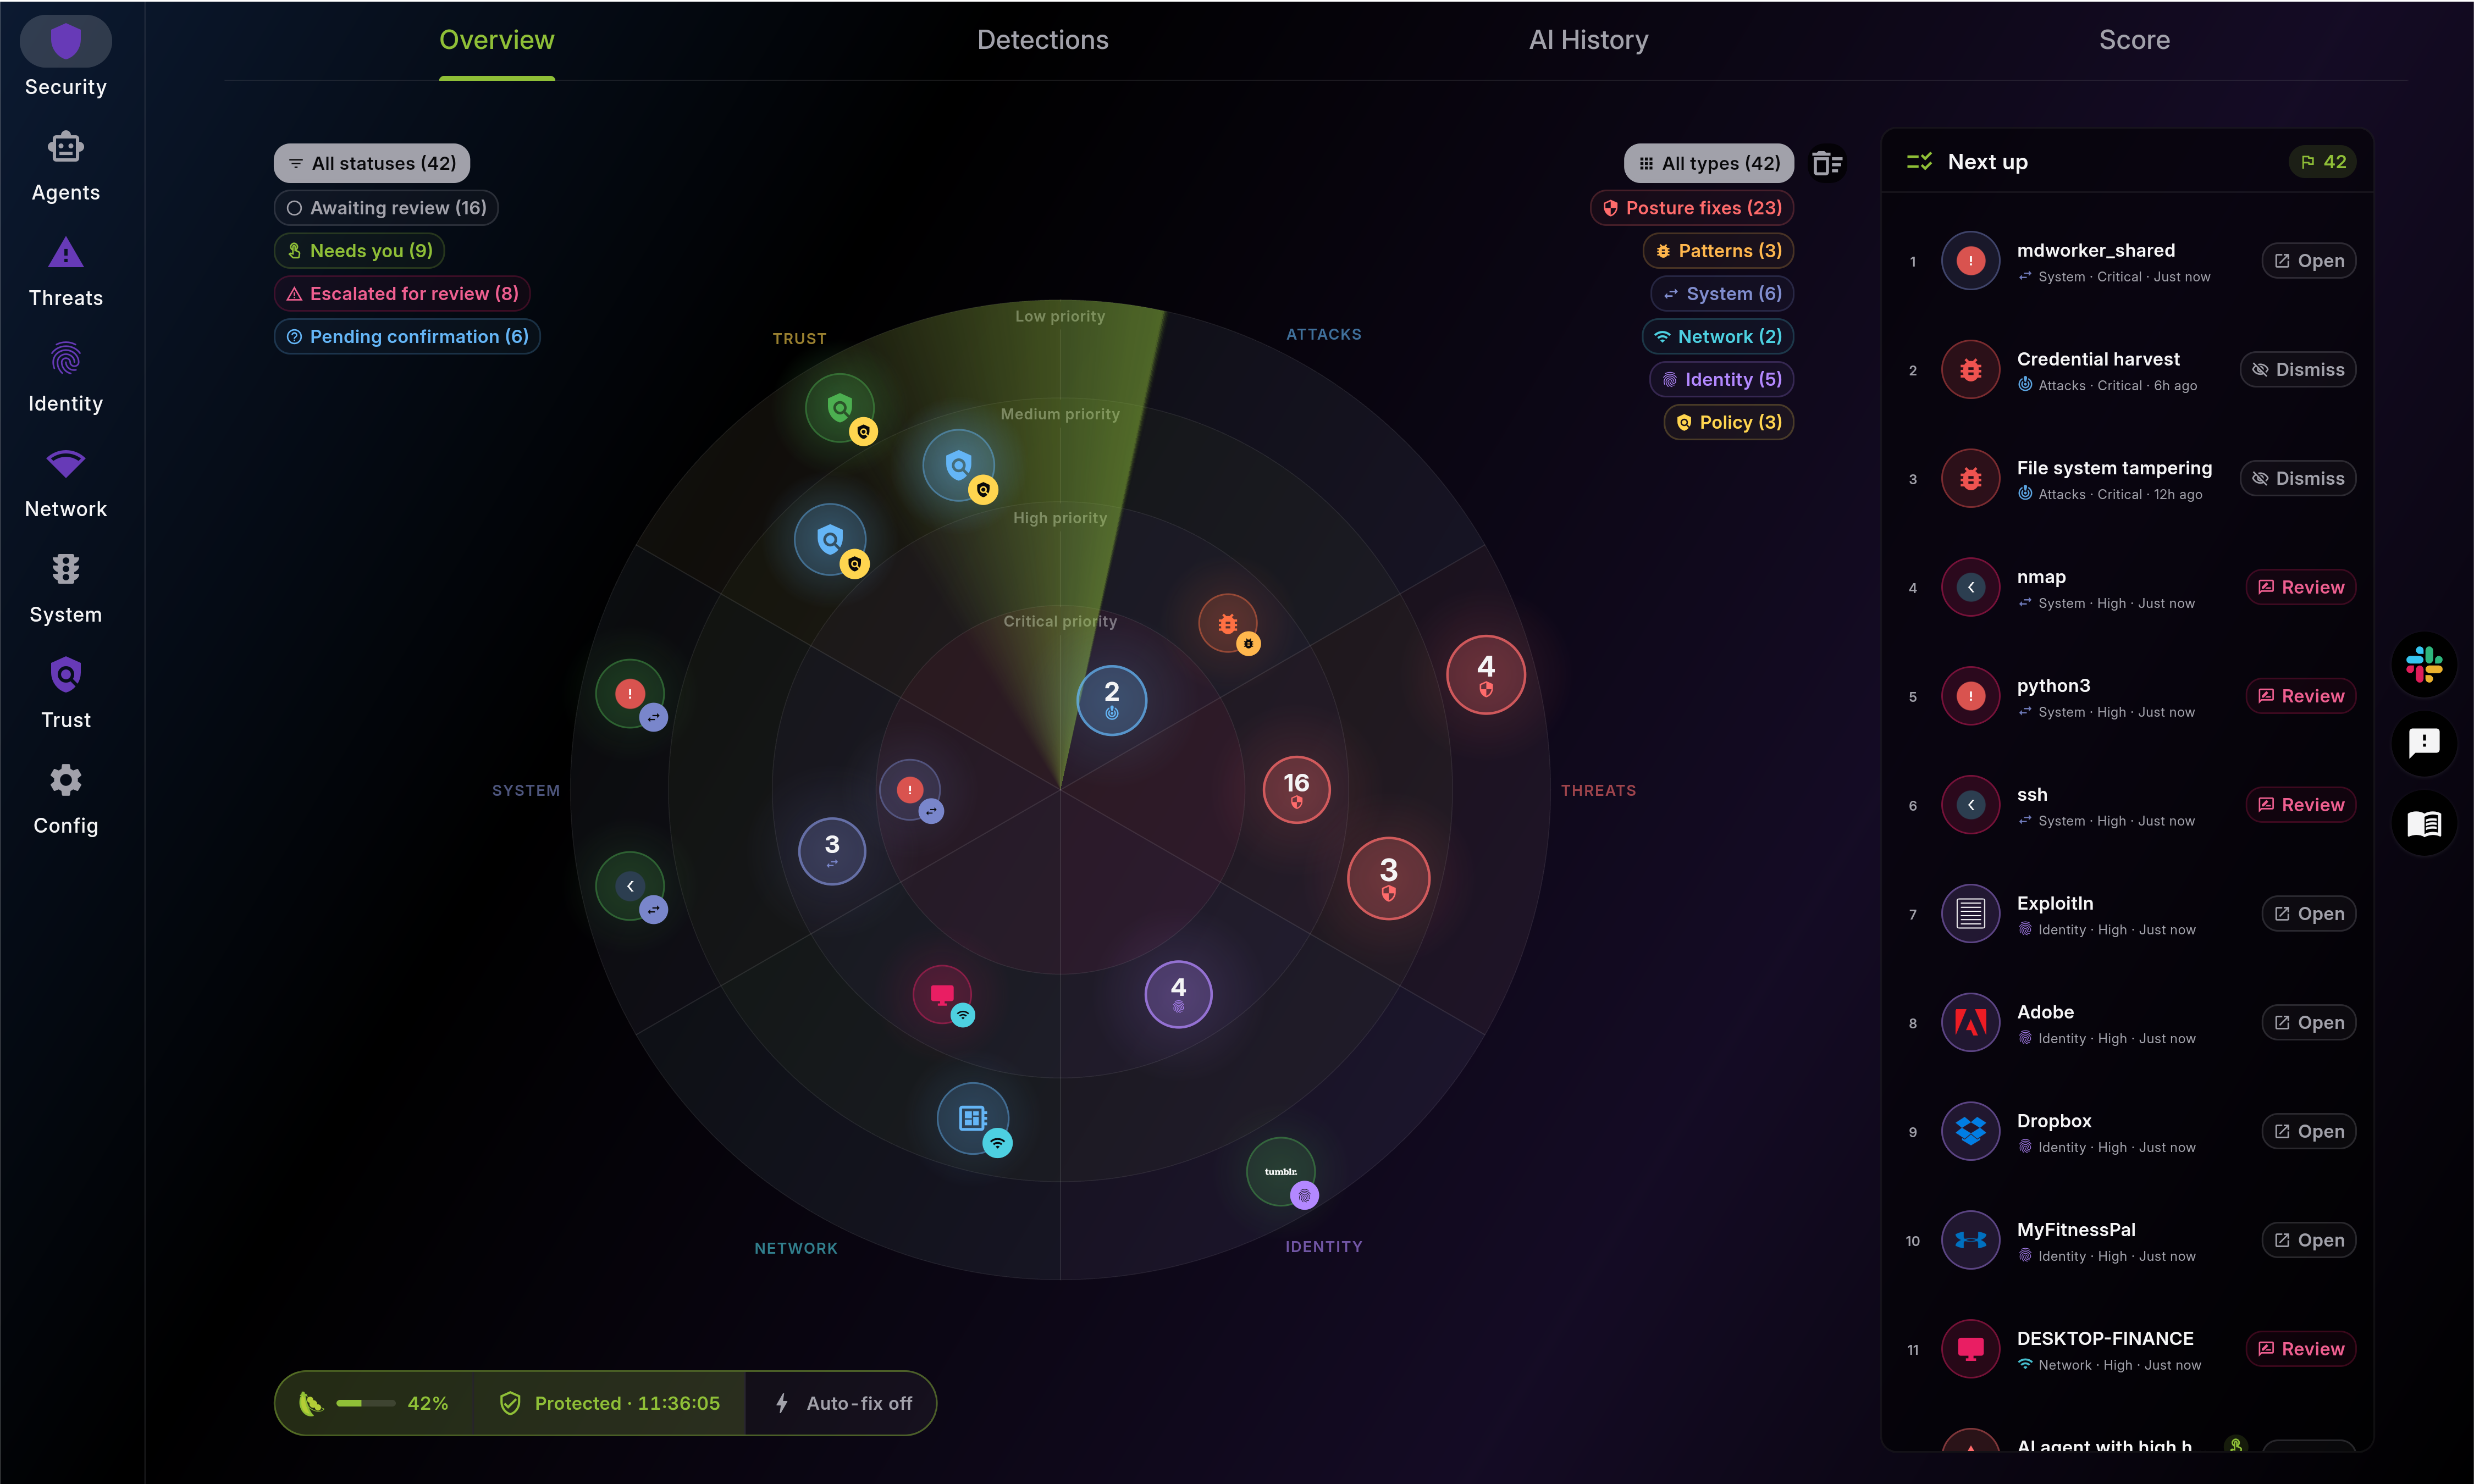 Overview
Detections
AI History
Score
Security
Agents
Threats
Identity
Network
System
Trust
Config
All statuses (42)
Awaiting review (16)
Needs you (9)
Escalated for review (8)
Pending confirmation (6)
All types (42)
Posture fixes (23)
Patterns (3)
System (6)
Network (2)
Identity (5)
Policy (3)
TRUST
ATTACKS
THREATS
IDENTITY
NETWORK
SYSTEM
Low priority
Medium priority
High priority
Critical priority
2
4
16
3
3
4
tumblr.
42%
Protected · 11:36:05
Auto-fix off
Next up
42
1
mdworker_shared
System · Critical · Just now
Open
2
Credential harvest
Attacks · Critical · 6h ago
Dismiss
3
File system tampering
Attacks · Critical · 12h ago
Dismiss
4
nmap
System · High · Just now
Review
5
python3
System · High · Just now
Review
6
ssh
System · High · Just now
Review
7
ExploitIn
Identity · High · Just now
Open
8
Adobe
Identity · High · Just now
Open
9
Dropbox
Identity · High · Just now
Open
10
MyFitnessPal
Identity · High · Just now
Open
11
DESKTOP-FINANCE
Network · High · Just now
Review
AI agent with high h